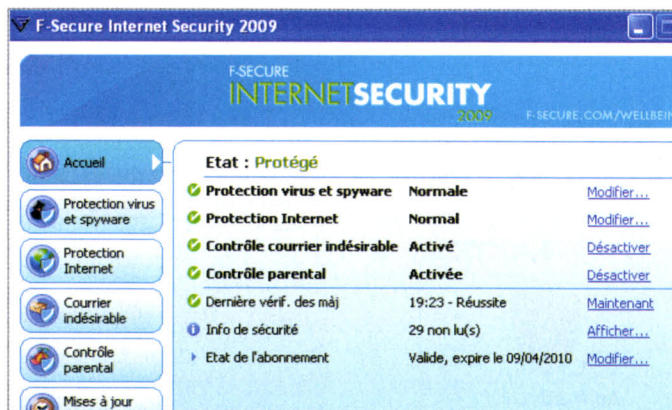 F-Secure Internet Security 2009
F-SECURE
INTERNETSECURITY
2009
F-SECURE.COM/WELLBEIN
Accueil
Protection virus
et spyware
Protection
Internet
Courrier
indésirable
Contrôle
parental
Mises à jour
Etat : Protégé
Protection virus et spyware Normale Modifier...
Protection Internet Normal Modifier...
Contrôle courrier indésirable Activé Désactiver
Contrôle parental Activée Désactiver
Dernière vérif. des màj 19:23 - Réussite Maintenant
Info de sécurité 29 non lu(s) Afficher...
Etat de l'abonnement Valide, expire le 09/04/2010 Modifier...